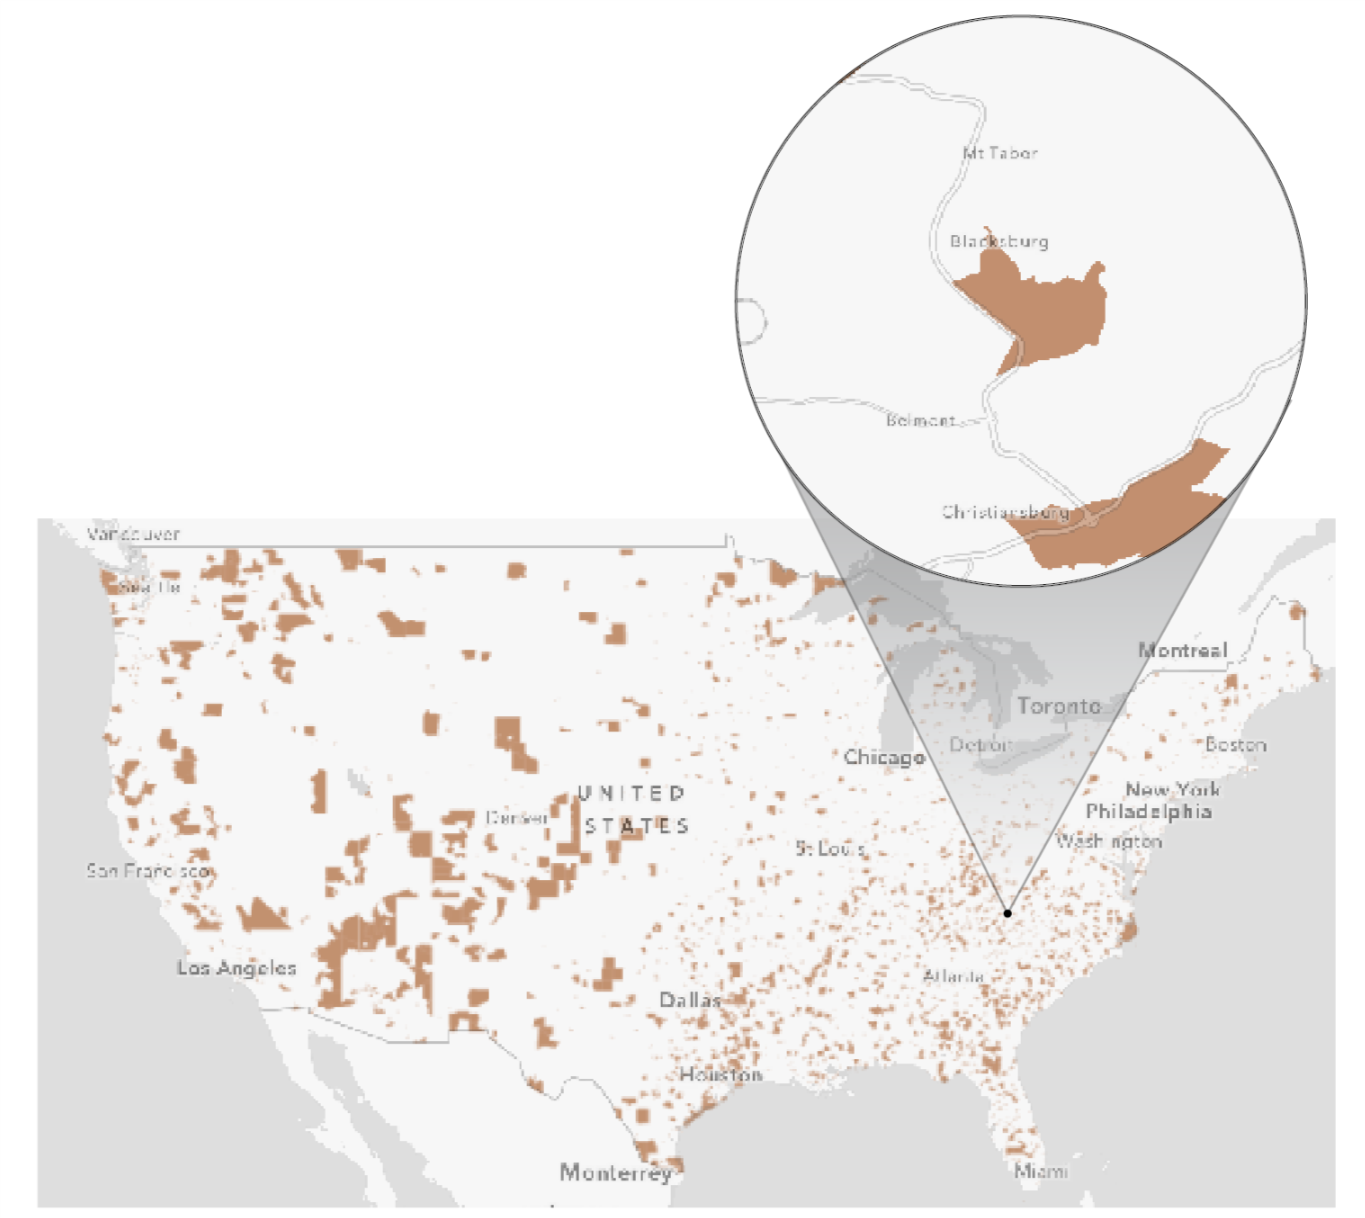 Mt Tabor
Blacksburg
Belmont
Christiansburg
Vancouver
Seattle
Montreal
Toronto
Detroit
Boston
Chicago
New York
Philadelphia
UNITED
STATES
Denver
St Louis
Washington
San Francisco
Los Angeles
Atlanta
Dallas
Houston
Monterrey
Miami